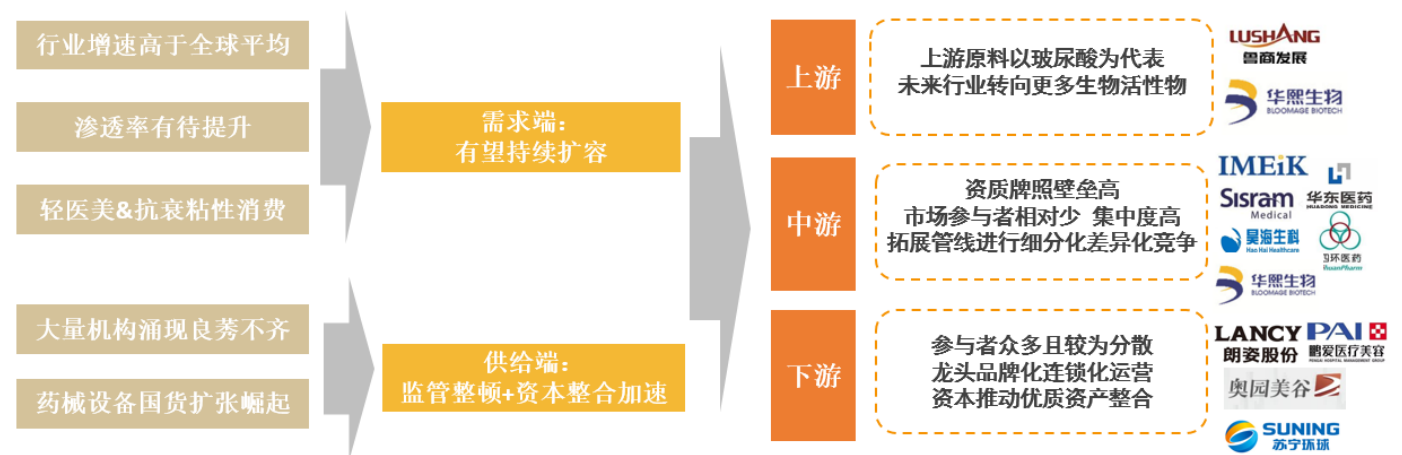 行业增速高于全球平均
渗透率有待提升
轻医美&抗衰粘性消费
大量机构涌现良莠不齐
药械设备国货扩张崛起
需求端：
有望持续扩容
供给端：
监管整顿+资本整合加速
上游
上游原料以玻尿酸为代表
未来行业转向更多生物活性物
LUSHANG
鲁商发展
华熙生物
BLOOMAGE BIOTECH
中游
资质牌照壁垒高
市场参与者相对少 集中度高
拓展管线进行细分化差异化竞争
IMEiK
Sisram
Medical
华东医药
HUADONG MEDICINE
昊海生科
Hao Hai Healthcare
环医药
华熙生物
BLOOMAGE BIOTECH
下游
参与者众多且较为分散
龙头品牌化连锁化运营
资本推动优质资产整合
LANCY
朗姿股份
PAI
鹏爱医疗美容
奥园美谷
SUNING
苏宁环球